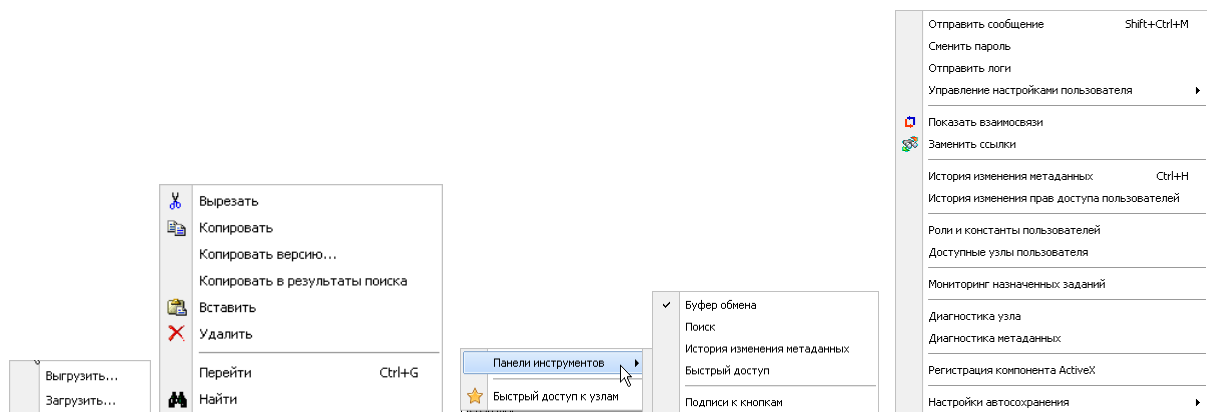 Выгрузить...
Загрузить...
Вырезать
Копировать
Копировать версию...
Копировать в результаты поиска
Вставить
Удалить
Перейти Ctrl+G
Найти
Панели инструментов
Быстрый доступ к узлам
Буфер обмена
Поиск
История изменения метаданных
Быстрый доступ
Подписи к кнопкам
Отправить сообщение Shift+Ctrl+M
Сменить пароль
Отправить логи
Управление настройками пользователя
Показать взаимосвязи
Заменить ссылки
История изменения метаданных Ctrl+H
История изменения прав доступа пользователей
Роли и константы пользователей
Доступные узлы пользователя
Мониторинг назначенных заданий
Диагностика узла
Диагностика метаданных
Регистрация компонента ActiveX
Настройки автосохранения